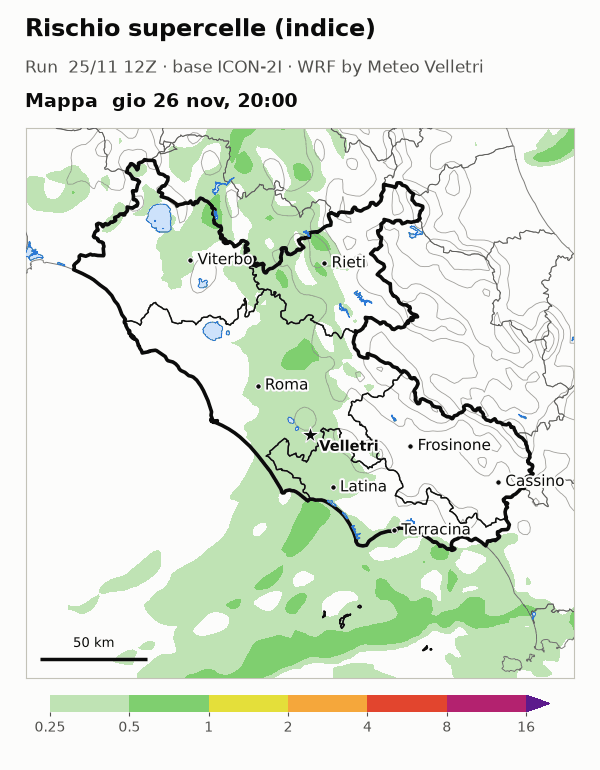 Rischio supercelle (indice)
Run 25/11 12Z · base ICON-2I · WRF by Meteo Velletri
Mappa gio 26 nov, 20:00
Viterbo
Rieti
Roma
Velletri
Frosinone
Latina
Cassino
Terracina
50 km
0.25 0.5 1 2 4 8 16